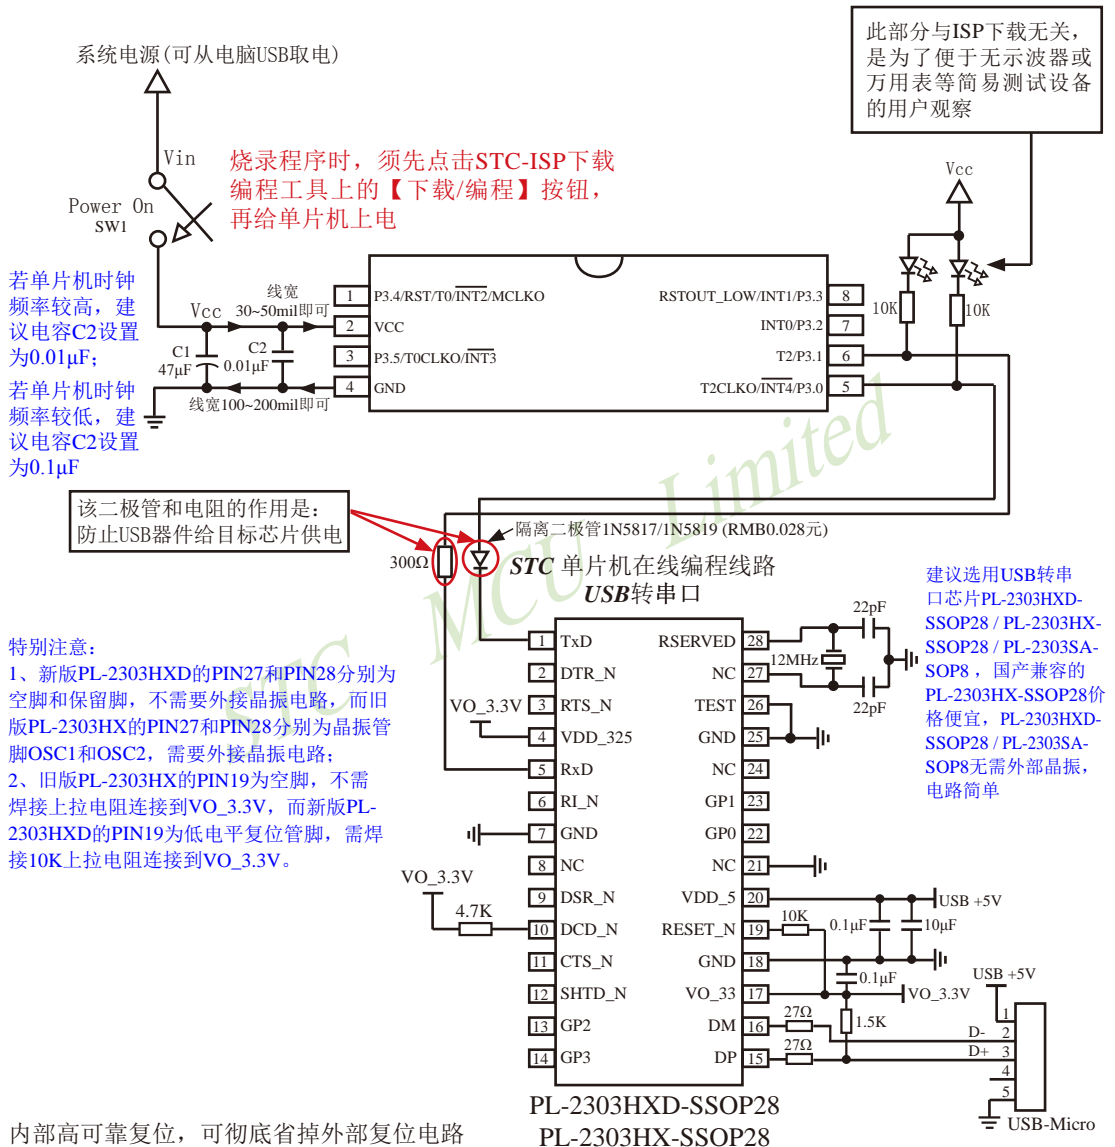 系统电源(可从电脑USB取电)
Vin
Power On
SW1
烧录程序时，须先点击STC-ISP下载
编程工具上的【下载/编程】按钮，
再给单片机上电
此部分与ISP下载无关，
是为了便于无示波器或
万用表等简易测试设备
的用户观察
Vcc
10K
10K
若单片机时钟
频率较高，建
议电容C2设置
为0.01μF；
若单片机时钟
频率较低，建
议电容C2设置
为0.1μF
Vcc
线宽
30~50mil即可
C1
47μF
C2
0.01μF
线宽100~200mil即可
1 P3.4/RST/T0/INT2/MCLKO
2 VCC
3 P3.5/T0CLKO/INT3
4 GND
RSTOUT_LOW/INT1/P3.3 8
INT0/P3.2 7
T2/P3.1 6
T2CLKO/INT4/P3.0 5
该二极管和电阻的作用是：
防止USB器件给目标芯片供电
300Ω
隔离二极管1N5817/1N5819 (RMB0.028元)
STC 单片机在线编程线路
USB转串口
STC MCU Limited
特别注意：
1、新版PL-2303HXD的PIN27和PIN28分别为
空脚和保留脚，不需要外接晶振电路，而旧
版PL-2303HX的PIN27和PIN28分别为晶振管
脚OSC1和OSC2，需要外接晶振电路；
2、旧版PL-2303HX的PIN19为空脚，不需
焊接上拉电阻连接到VO_3.3V，而新版PL-
2303HXD的PIN19为低电平复位管脚，需焊
接10K上拉电阻连接到VO_3.3V。
VO_3.3V
VO_3.3V
4.7K
1 TxD
2 DTR_N
3 RTS_N
4 VDD_325
5 RxD
6 RI_N
7 GND
8 NC
9 DSR_N
10 DCD_N
11 CTS_N
12 SHTD_N
13 GP2
14 GP3
RSERVED 28
NC 27
TEST 26
GND 25
NC 24
GP1 23
GP0 22
NC 21
VDD_5 20
RESET_N 19
GND 18
VO_33 17
DM 16
DP 15
22pF
12MHz
22pF
建议选用USB转串
口芯片PL-2303HXD-
SSOP28 / PL-2303HX-
SSOP28 / PL-2303SA-
SOP8 ，国产兼容的
PL-2303HX-SSOP28价
格便宜，PL-2303HXD-
SSOP28 / PL-2303SA-
SOP8无需外部晶振，
电路简单
USB +5V
10K
0.1μF
10μF
0.1μF
VO_3.3V
27Ω
1.5K
27Ω
USB +5V
D-
D+
1
2
3
4
5
USB-Micro
PL-2303HXD-SSOP28
PL-2303HX-SSOP28
内部高可靠复位，可彻底省掉外部复位电路